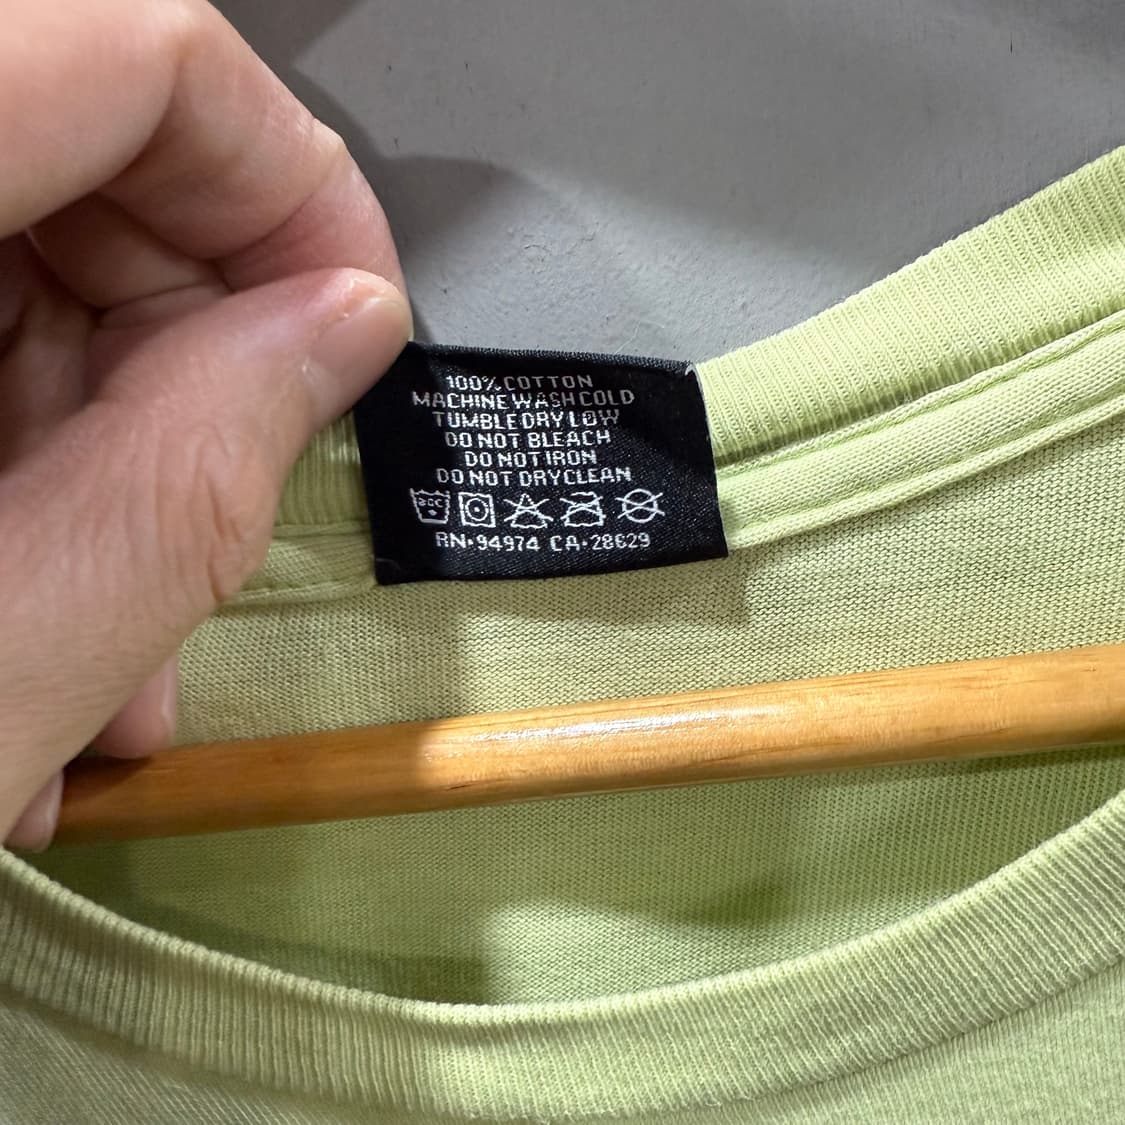 100% COTTON
MACHINE WASH COLD
TUMBLE DRY LOW
DO NOT BLEACH
DO NOT IRON
DO NOT DRYCLEAN
RN·94974 CA·28629